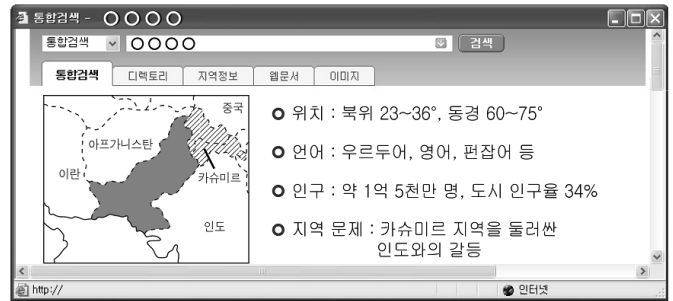 통합검색 - ○○○○
통합검색 ○○○○ 검색
통합검색 디렉토리 지역정보 웹문서 이미지
중국
아프가니스탄
이란
카슈미르
인도
위치 : 북위 23~36°, 동경 60~75°
언어 : 우르두어, 영어, 펀잡어 등
인구 : 약 1억 5천만 명, 도시 인구율 34%
지역 문제 : 카슈미르 지역을 둘러싼
인도와의 갈등
http:// 인터넷